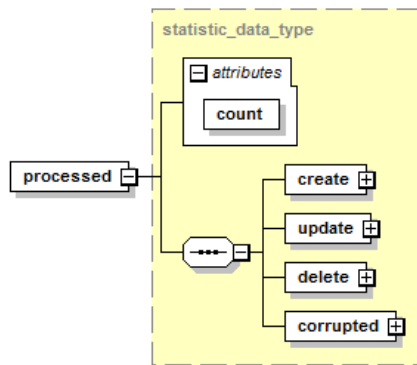 statistic_data_type
attributes
count
processed
create
update
delete
corrupted